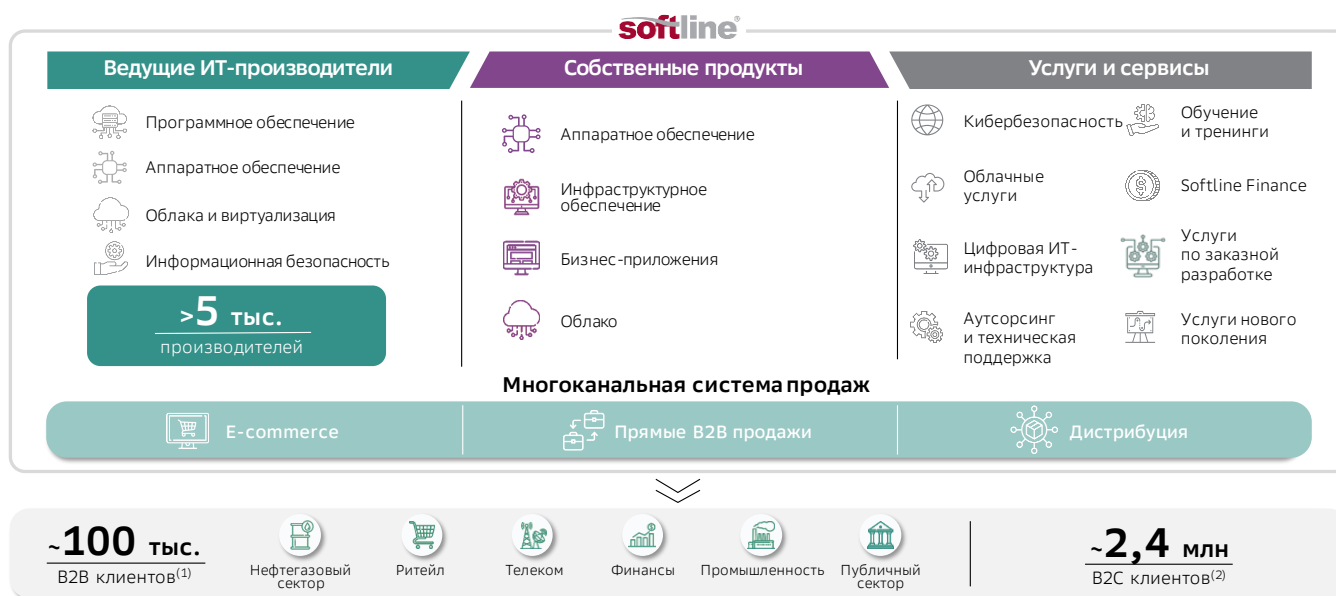 softline®
Ведущие ИТ-производители
Программное обеспечение
Аппаратное обеспечение
Облака и виртуализация
Информационная безопасность
>5 тыс.
производителей
Собственные продукты
Аппаратное обеспечение
Инфраструктурное
обеспечение
Бизнес-приложения
Облако
Услуги и сервисы
Кибербезопасность
Облачные
услуги
Цифровая ИТ-
инфраструктура
Аутсорсинг
и техническая
поддержка
Обучение
и тренинги
Softline Finance
Услуги
по заказной
разработке
Услуги нового
поколения
Многоканальная система продаж
E-commerce
Прямые B2B продажи
Дистрибуция
~100 тыс.
B2B клиентов(1)
Нефтегазовый
сектор
Ритейл
Телеком
Финансы
Промышленность
Публичный
сектор
~2,4 млн
B2C клиентов(2)